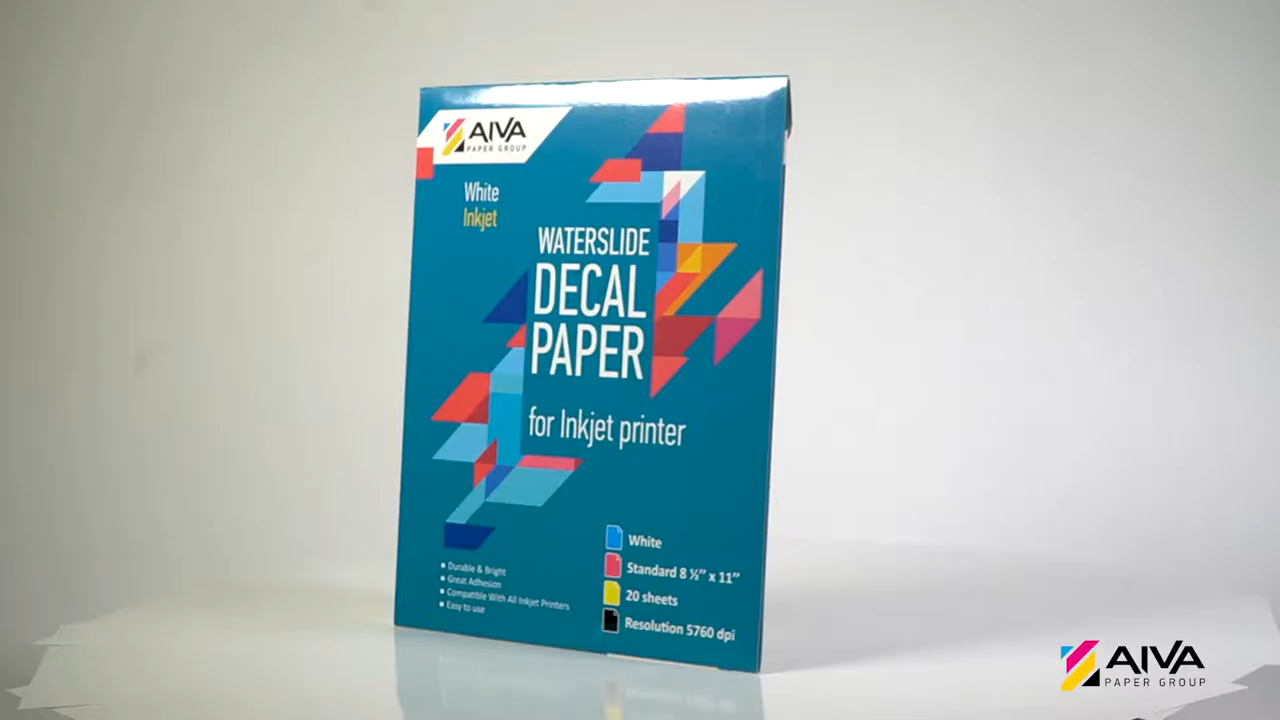 AIVA
PAPER GROUP
White
Inkjet
WATERSLIDE
DECAL
PAPER
for Inkjet printer
White
Standard 8 ½” x 11”
20 sheets
Resolution 5760 dpi
• Durable & Bright
• Great Adhesion
• Compatible With All Inkjet Printers
• Easy to use
AIVA
PAPER GROUP